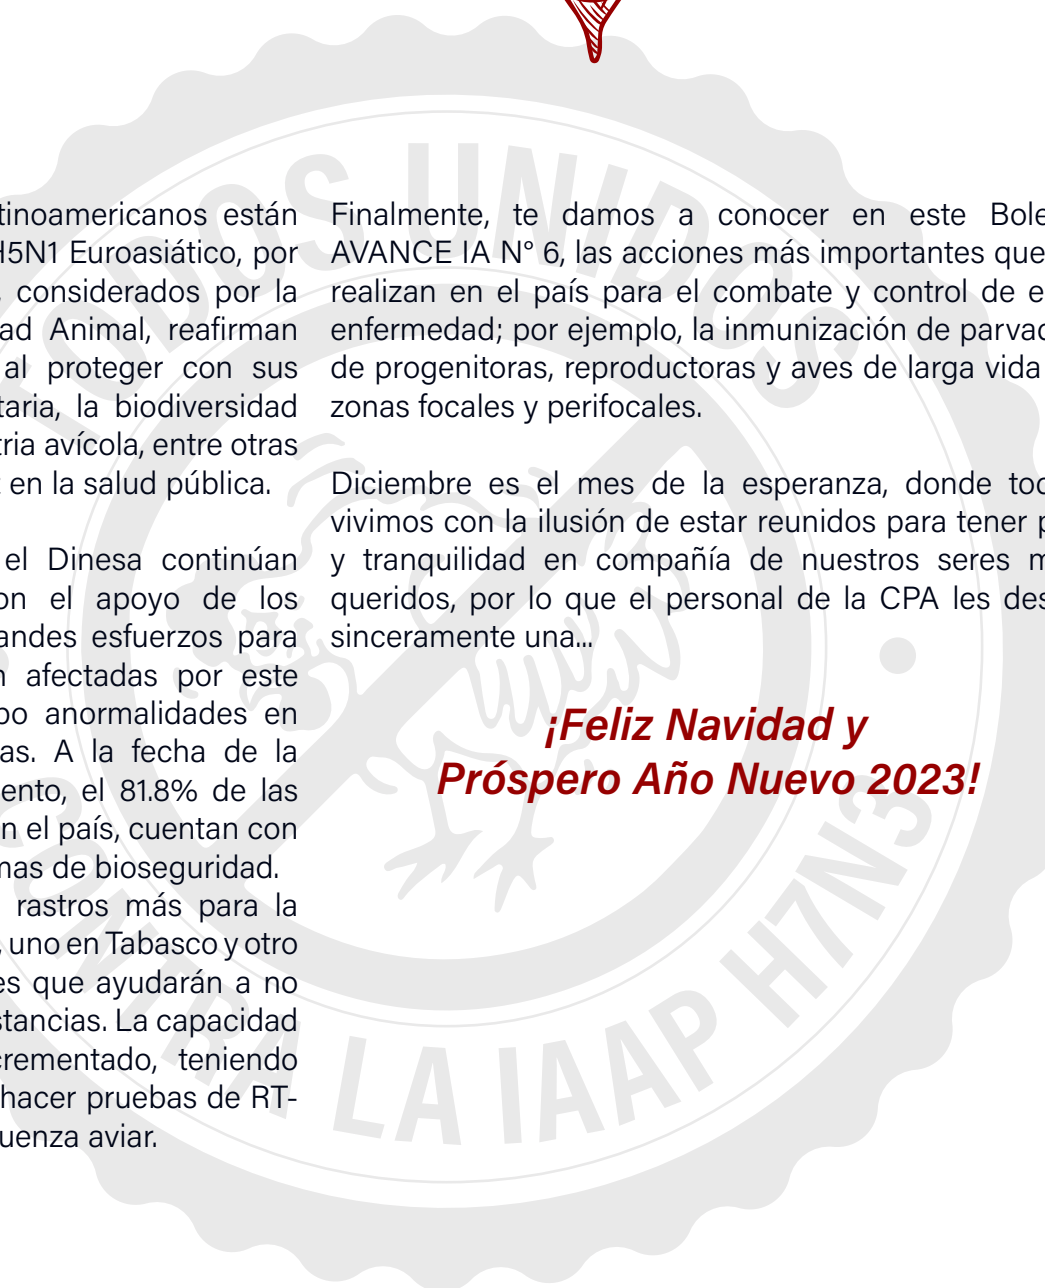 tinoamericanos están
H5N1 Euroasiático, por
, considerados por la
ad Animal, reafirman
al proteger con sus
taria, la biodiversidad
tria avícola, entre otras
en la salud pública.
el Dinesa continúan
on el apoyo de los
andes esfuerzos para
n afectadas por este
po anormalidades en
as. A la fecha de la
ento, el 81.8% de las
n el país, cuentan con
mas de bioseguridad.
rastros más para la
, uno en Tabasco y otro
es que ayudarán a no
stancias. La capacidad
crementado, teniendo
hacer pruebas de RT-
uenza aviar.
Finalmente, te damos a conocer en este Bole
AVANCE IA N° 6, las acciones más importantes que
realizan en el país para el combate y control de e
enfermedad; por ejemplo, la inmunización de parvad
de progenitoras, reproductoras y aves de larga vida
zonas focales y perifocales.
Diciembre es el mes de la esperanza, donde tod
vivimos con la ilusión de estar reunidos para tener p
y tranquilidad en compañía de nuestros seres m
queridos, por lo que el personal de la CPA les des
sinceramente una...
¡Feliz Navidad y
Próspero Año Nuevo 2023!
TODOS UNIDOS
CONTRA LA IAAP H7N3